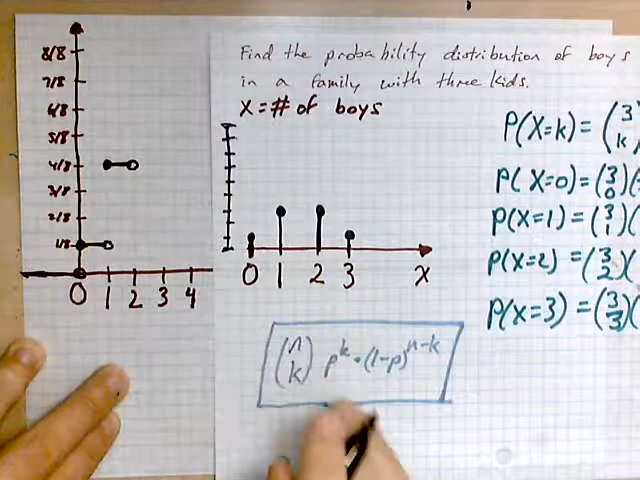 8/8
7/8
6/8
5/8
4/8
3/8
2/8
1/8
0 1 2 3 4
Find the probability distribution of boys
in a family with three kids.
X = # of boys
0 1 2 3 X
(n k) p^k · (1-p)^n-k
P(X=k) = (3 k)
P(X=0) = (3 0)(
P(X=1) = (3 1)(
P(X=2) = (3 2)(
P(X=3) = (3 3)(